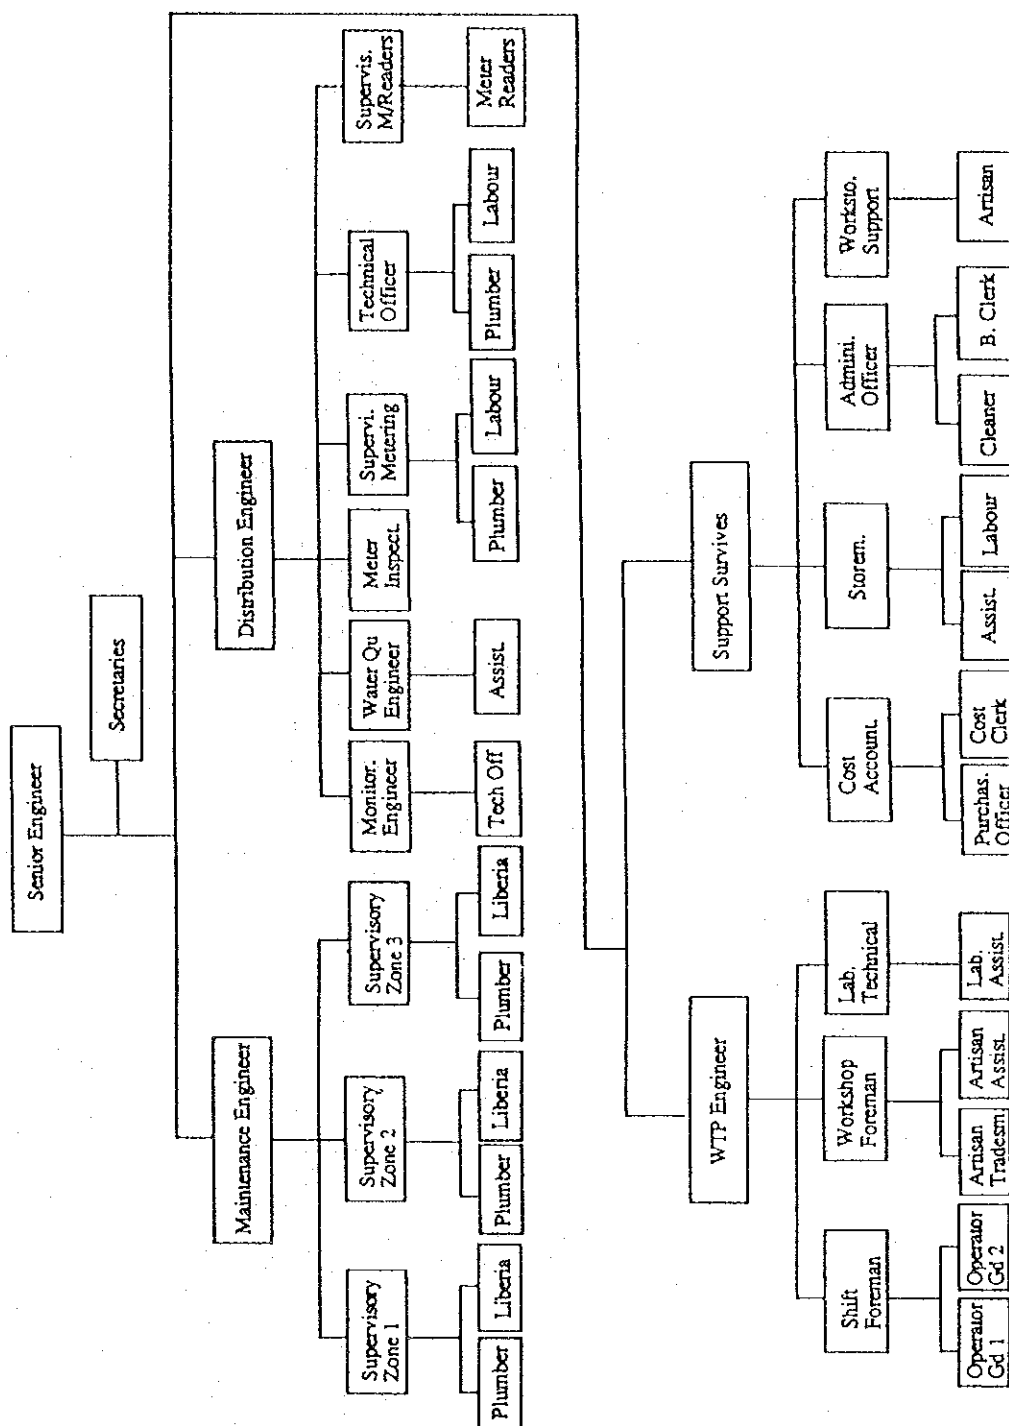 Senior Engineer
Secretaries
Maintenance Engineer
Distribution Engineer
Supervisory
Zone 1
Supervisory
Zone 2
Supervisory
Zone 3
Monitor.
Engineer
Water Qu
Engineer
Meter
Inspect.
Supervi.
Metering
Technical
Officer
Supervis.
M/Readers
Plumber
Liberia
Plumber
Liberia
Plumber
Liberia
Tech Off
Assist.
Plumber
Labour
Plumber
Labour
Meter
Readers
WTP Engineer
Support Survives
Shift
Foreman
Workshop
Foreman
Lab.
Technical
Cost
Account.
Storem.
Admini.
Officer
Worksto.
Support
Operator
Gd 1
Operator
Gd 2
Artisan
Tradesm.
Artisan
Assist.
Lab.
Assist.
Purchas.
Officer
Cost
Clerk
Assist.
Labour
Cleaner
B. Clerk
Artisan